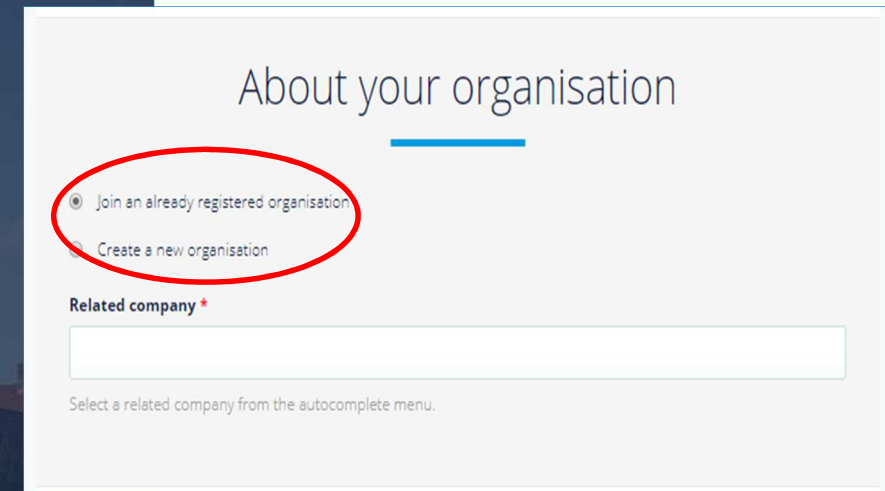 About your organisation
Join an already registered organisation
Create a new organisation
Related company *
Select a related company from the autocomplete menu.